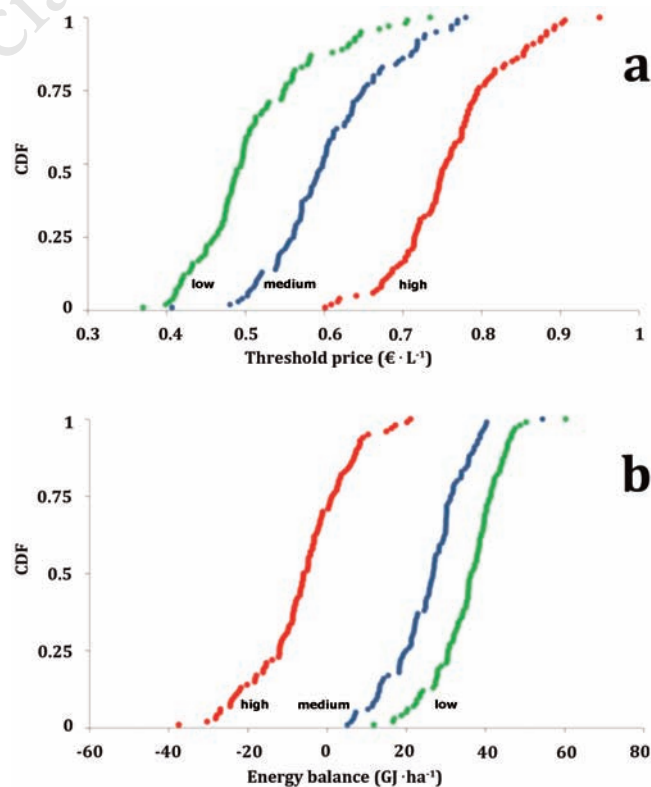 1
0.75
CDF
0.5
0.25
0
a
low
medium
high
0.3 0.4 0.5 0.6 0.7 0.8 0.9 1
Threshold price (€ · L⁻¹)
1
0.75
CDF
0.5
0.25
0
b
high
medium
low
-60 -40 -20 0 20 40 60 80
Energy balance (GJ ·ha⁻¹)